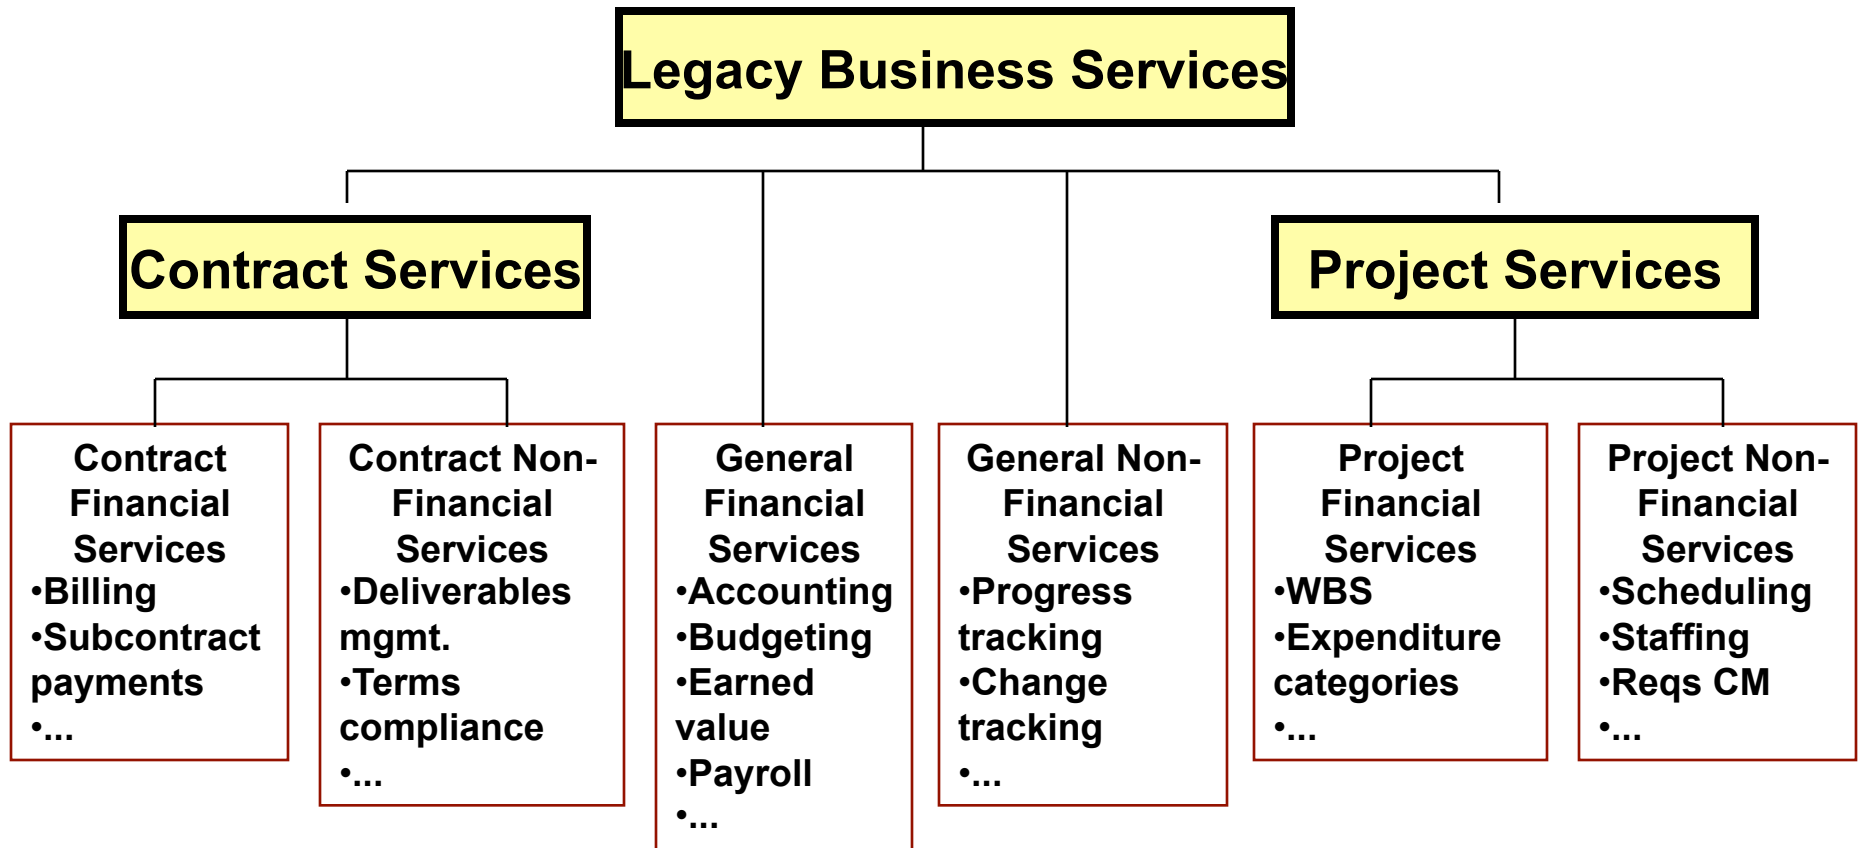 Legacy Business Services
Contract Services
Project Services
Contract
Financial
Services
•Billing
•Subcontract
payments
•...
Contract Non-
Financial
Services
•Deliverables
mgmt.
•Terms
compliance
•...
General
Financial
Services
•Accounting
•Budgeting
•Earned
value
•Payroll
•...
General Non-
Financial
Services
•Progress
tracking
•Change
tracking
•...
Project
Financial
Services
•WBS
•Expenditure
categories
•...
Project Non-
Financial
Services
•Scheduling
•Staffing
•Reqs CM
•...